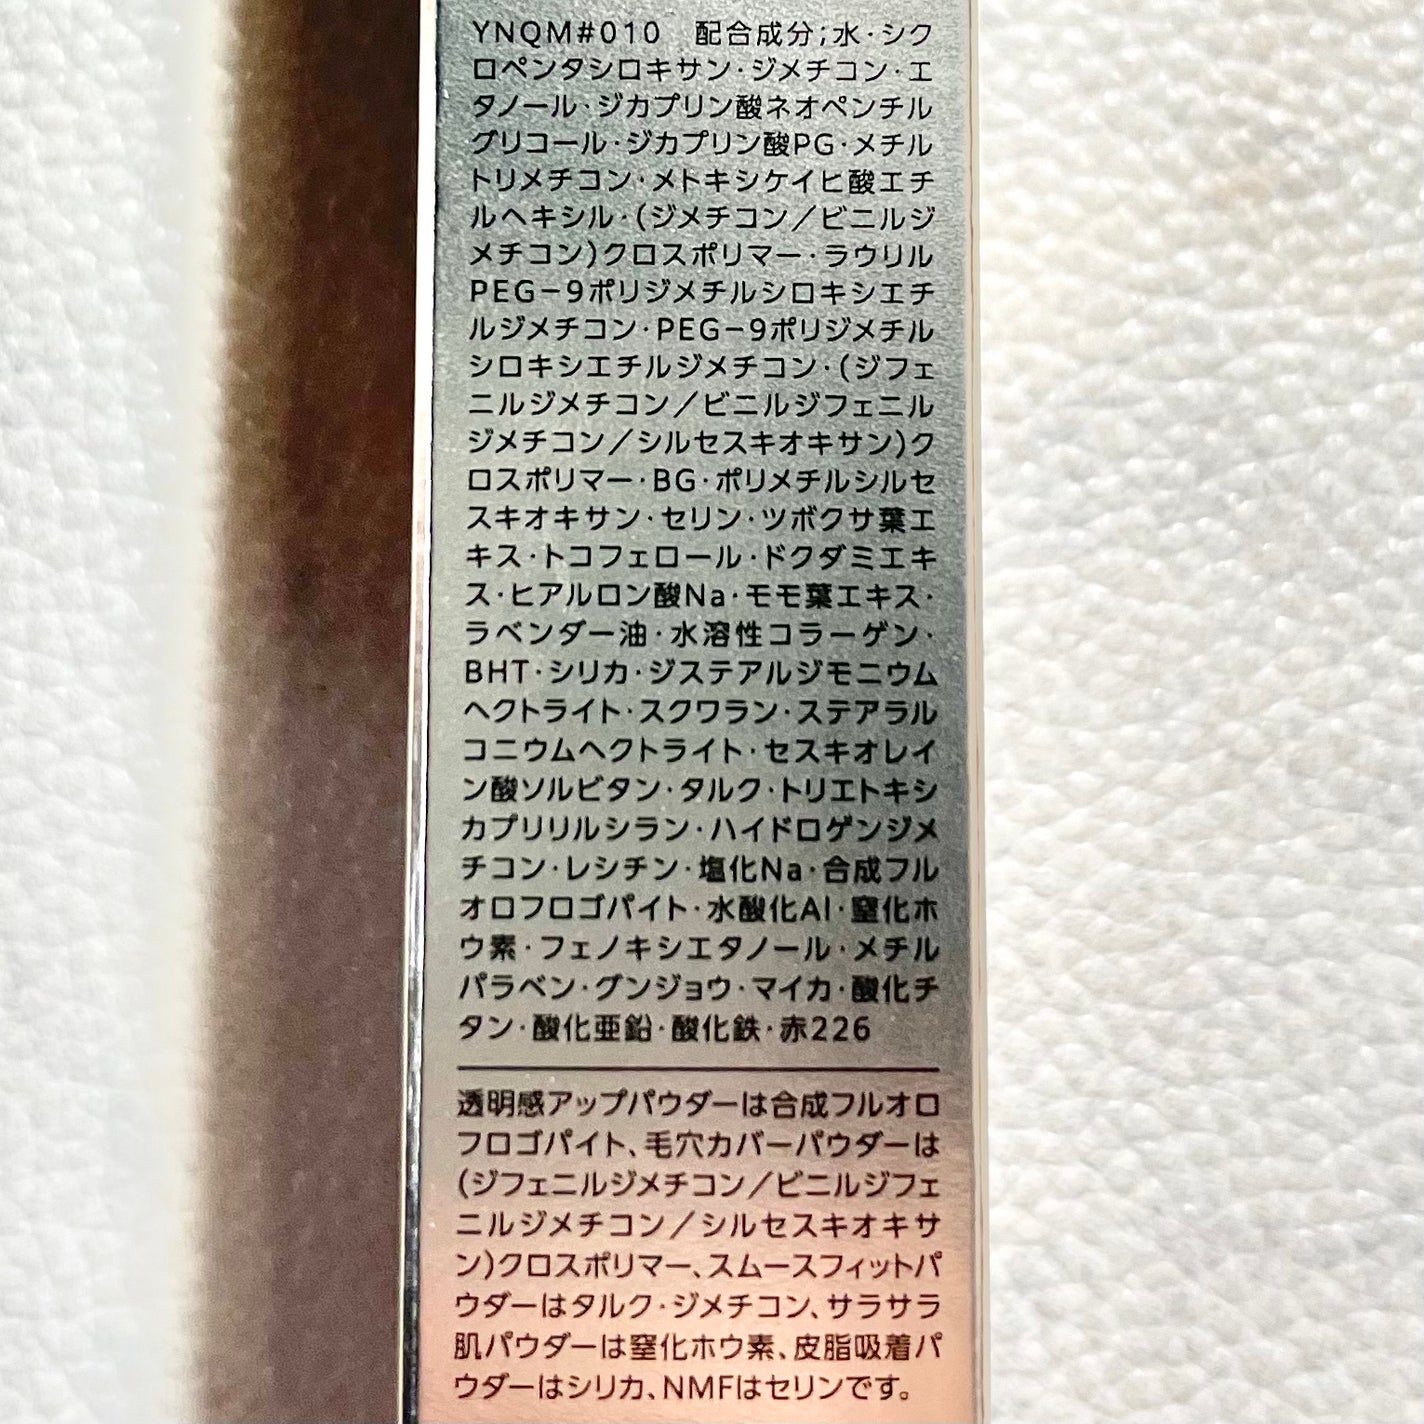 YNQM#010　配合成分;水・シク
ロペンタシロキサン・ジメチコン・エ
タノール・ジカプリン酸ネオペンチル
グリコール・ジカプリン酸PG・メチル
トリメチコン・メトキシケイヒ酸エチ
ルヘキシル・(ジメチコン／ビニルジ
メチコン)クロスポリマー・ラウリル
PEG－9ポリジメチルシロキシエチ
ルジメチコン・PEG－9ポリジメチル
シロキシエチルジメチコン・(ジフェ
ニルジメチコン／ビニルジフェニル
ジメチコン／シルセスキオキサン)ク
ロスポリマー・BG・ポリメチルシルセ
スキオキサン・セリン・ツボクサ葉エ
キス・トコフェロール・ドクダミエキ
ス・ヒアルロン酸Na・モモ葉エキス・
ラベンダー油・水溶性コラーゲン・
BHT・シリカ・ジステアルジモニウム
ヘクトライト・スクワラン・ステアラル
コニウムヘクトライト・セスキオレイ
ン酸ソルビタン・タルク・トリエトキシ
カプリリルシラン・ハイドロゲンジメ
チコン・レシチン・塩化Na・合成フル
オロフロゴパイト・水酸化Al・窒化ホ
ウ素・フェノキシエタノール・メチル
パラベン・グンジョウ・マイカ・酸化チ
タン・酸化亜鉛・酸化鉄・赤226
透明感アップパウダーは合成フルオロ
フロゴパイト、毛穴カバーパウダーは
(ジフェニルジメチコン／ビニルジフェ
ニルジメチコン／シルセスキオキサ
ン)クロスポリマー、スムースフィットパ
ウダーはタルク・ジメチコン、サラサラ
肌パウダーは窒化ホウ素、皮脂吸着パ
ウダーはシリカ、NMFはセリンです。